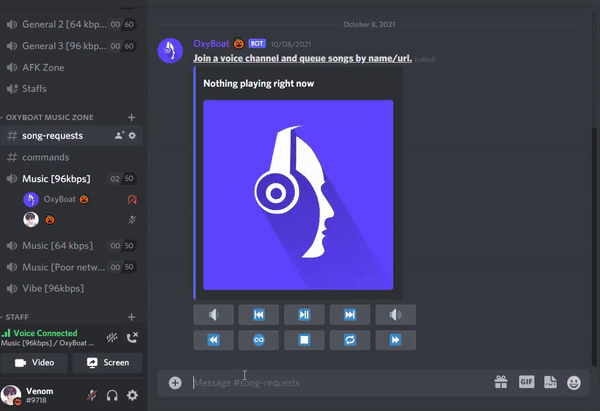 General 2 [64 kbp... 00 60
General 3 [96 kbp... 00 60
AFK Zone
Staffs
OXYBOAT MUSIC ZONE
song-requests
commands
Music [96kbps] 02 50
OxyBoat
Music [64 kbps] 00 50
Music [Poor netw... 00 50
Vibe [96kbps]
STAFF
Voice Connected
Music [96kbps] / OxyBoat ...
Video Screen
Venom
#9718
October 8, 2021
OxyBoat BOT 10/08/2021
Join a voice channel and queue songs by name/url. (edited)
Nothing playing right now
Message #song-requests
GIF